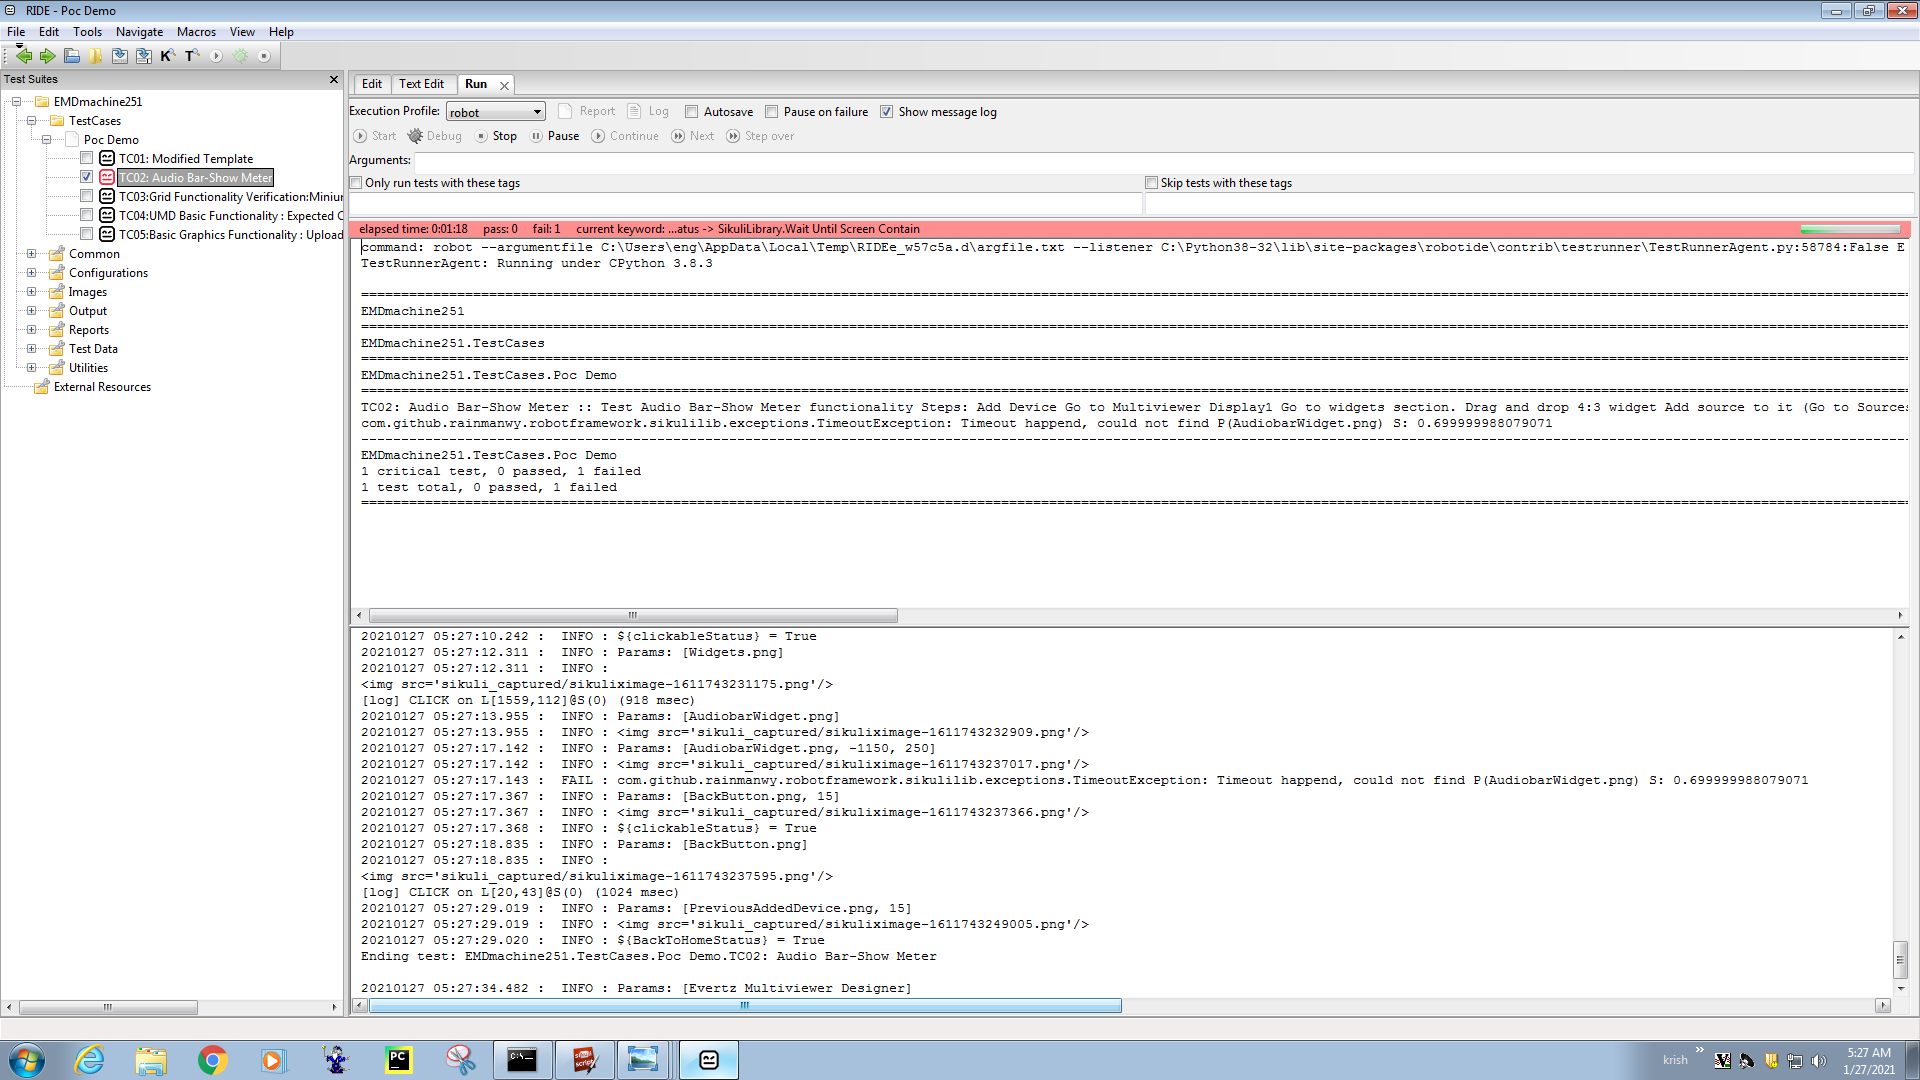 RIDE - Poc Demo
File Edit Tools Navigate Macros View Help
K T
Test Suites
EMDmachine251
TestCases
Poc Demo
TC01: Modified Template
TC02: Audio Bar-Show Meter
TC03:Grid Functionality Verification:Miniu
TC04:UMD Basic Functionality : Expected C
TC05:Basic Graphics Functionality : Upload
Common
Configurations
Images
Output
Reports
Test Data
Utilities
External Resources
Edit Text Edit Run
Execution Profile: robot Report Log Autosave Pause on failure Show message log
Start Debug Stop Pause Continue Next Step over
Arguments:
Only run tests with these tags Skip tests with these tags
elapsed time: 0:01:18 pass: 0 fail: 1 current keyword: ...atus -> SikuliLibrary.Wait Until Screen Contain
command: robot --argumentfile C:\Users\eng\AppData\Local\Temp\RIDEe_w57c5a.d\argfile.txt --listener C:\Python38-32\lib\site-packages\robotide\contrib\testrunner\TestRunnerAgent.py:58784:False E
TestRunnerAgent: Running under CPython 3.8.3
EMDmachine251
EMDmachine251.TestCases
EMDmachine251.TestCases.Poc Demo
TC02: Audio Bar-Show Meter :: Test Audio Bar-Show Meter functionality Steps: Add Device Go to Multiviewer Display1 Go to widgets section. Drag and drop 4:3 widget Add source to it (Go to Sources
com.github.rainmanwy.robotframework.sikulilib.exceptions.TimeoutException: Timeout happend, could not find P(AudiobarWidget.png) S: 0.699999988079071
EMDmachine251.TestCases.Poc Demo
1 critical test, 0 passed, 1 failed
1 test total, 0 passed, 1 failed
20210127 05:27:10.242 : INFO : ${clickableStatus} = True
20210127 05:27:12.311 : INFO : Params: [Widgets.png]
20210127 05:27:12.311 : INFO :
<img src='sikuli_captured/sikuliximage-1611743231175.png'/>
[log] CLICK on L[1559,112]@S(0) (918 msec)
20210127 05:27:13.955 : INFO : Params: [AudiobarWidget.png]
20210127 05:27:13.955 : INFO : <img src='sikuli_captured/sikuliximage-1611743232909.png'/>
20210127 05:27:17.142 : INFO : Params: [AudiobarWidget.png, -1150, 250]
20210127 05:27:17.142 : INFO : <img src='sikuli_captured/sikuliximage-1611743237017.png'/>
20210127 05:27:17.143 : FAIL : com.github.rainmanwy.robotframework.sikulilib.exceptions.TimeoutException: Timeout happend, could not find P(AudiobarWidget.png) S: 0.699999988079071
20210127 05:27:17.367 : INFO : Params: [BackButton.png, 15]
20210127 05:27:17.367 : INFO : <img src='sikuli_captured/sikuliximage-1611743237366.png'/>
20210127 05:27:17.368 : INFO : ${clickableStatus} = True
20210127 05:27:18.835 : INFO : Params: [BackButton.png]
20210127 05:27:18.835 : INFO :
<img src='sikuli_captured/sikuliximage-1611743237595.png'/>
[log] CLICK on L[20,43]@S(0) (1024 msec)
20210127 05:27:29.019 : INFO : Params: [PreviousAddedDevice.png, 15]
20210127 05:27:29.019 : INFO : <img src='sikuli_captured/sikuliximage-1611743249005.png'/>
20210127 05:27:29.020 : INFO : ${BackToHomeStatus} = True
Ending test: EMDmachine251.TestCases.Poc Demo.TC02: Audio Bar-Show Meter
20210127 05:27:34.482 : INFO : Params: [Evertz Multiviewer Designer]
PC
C:\
krish
5:27 AM
1/27/2021